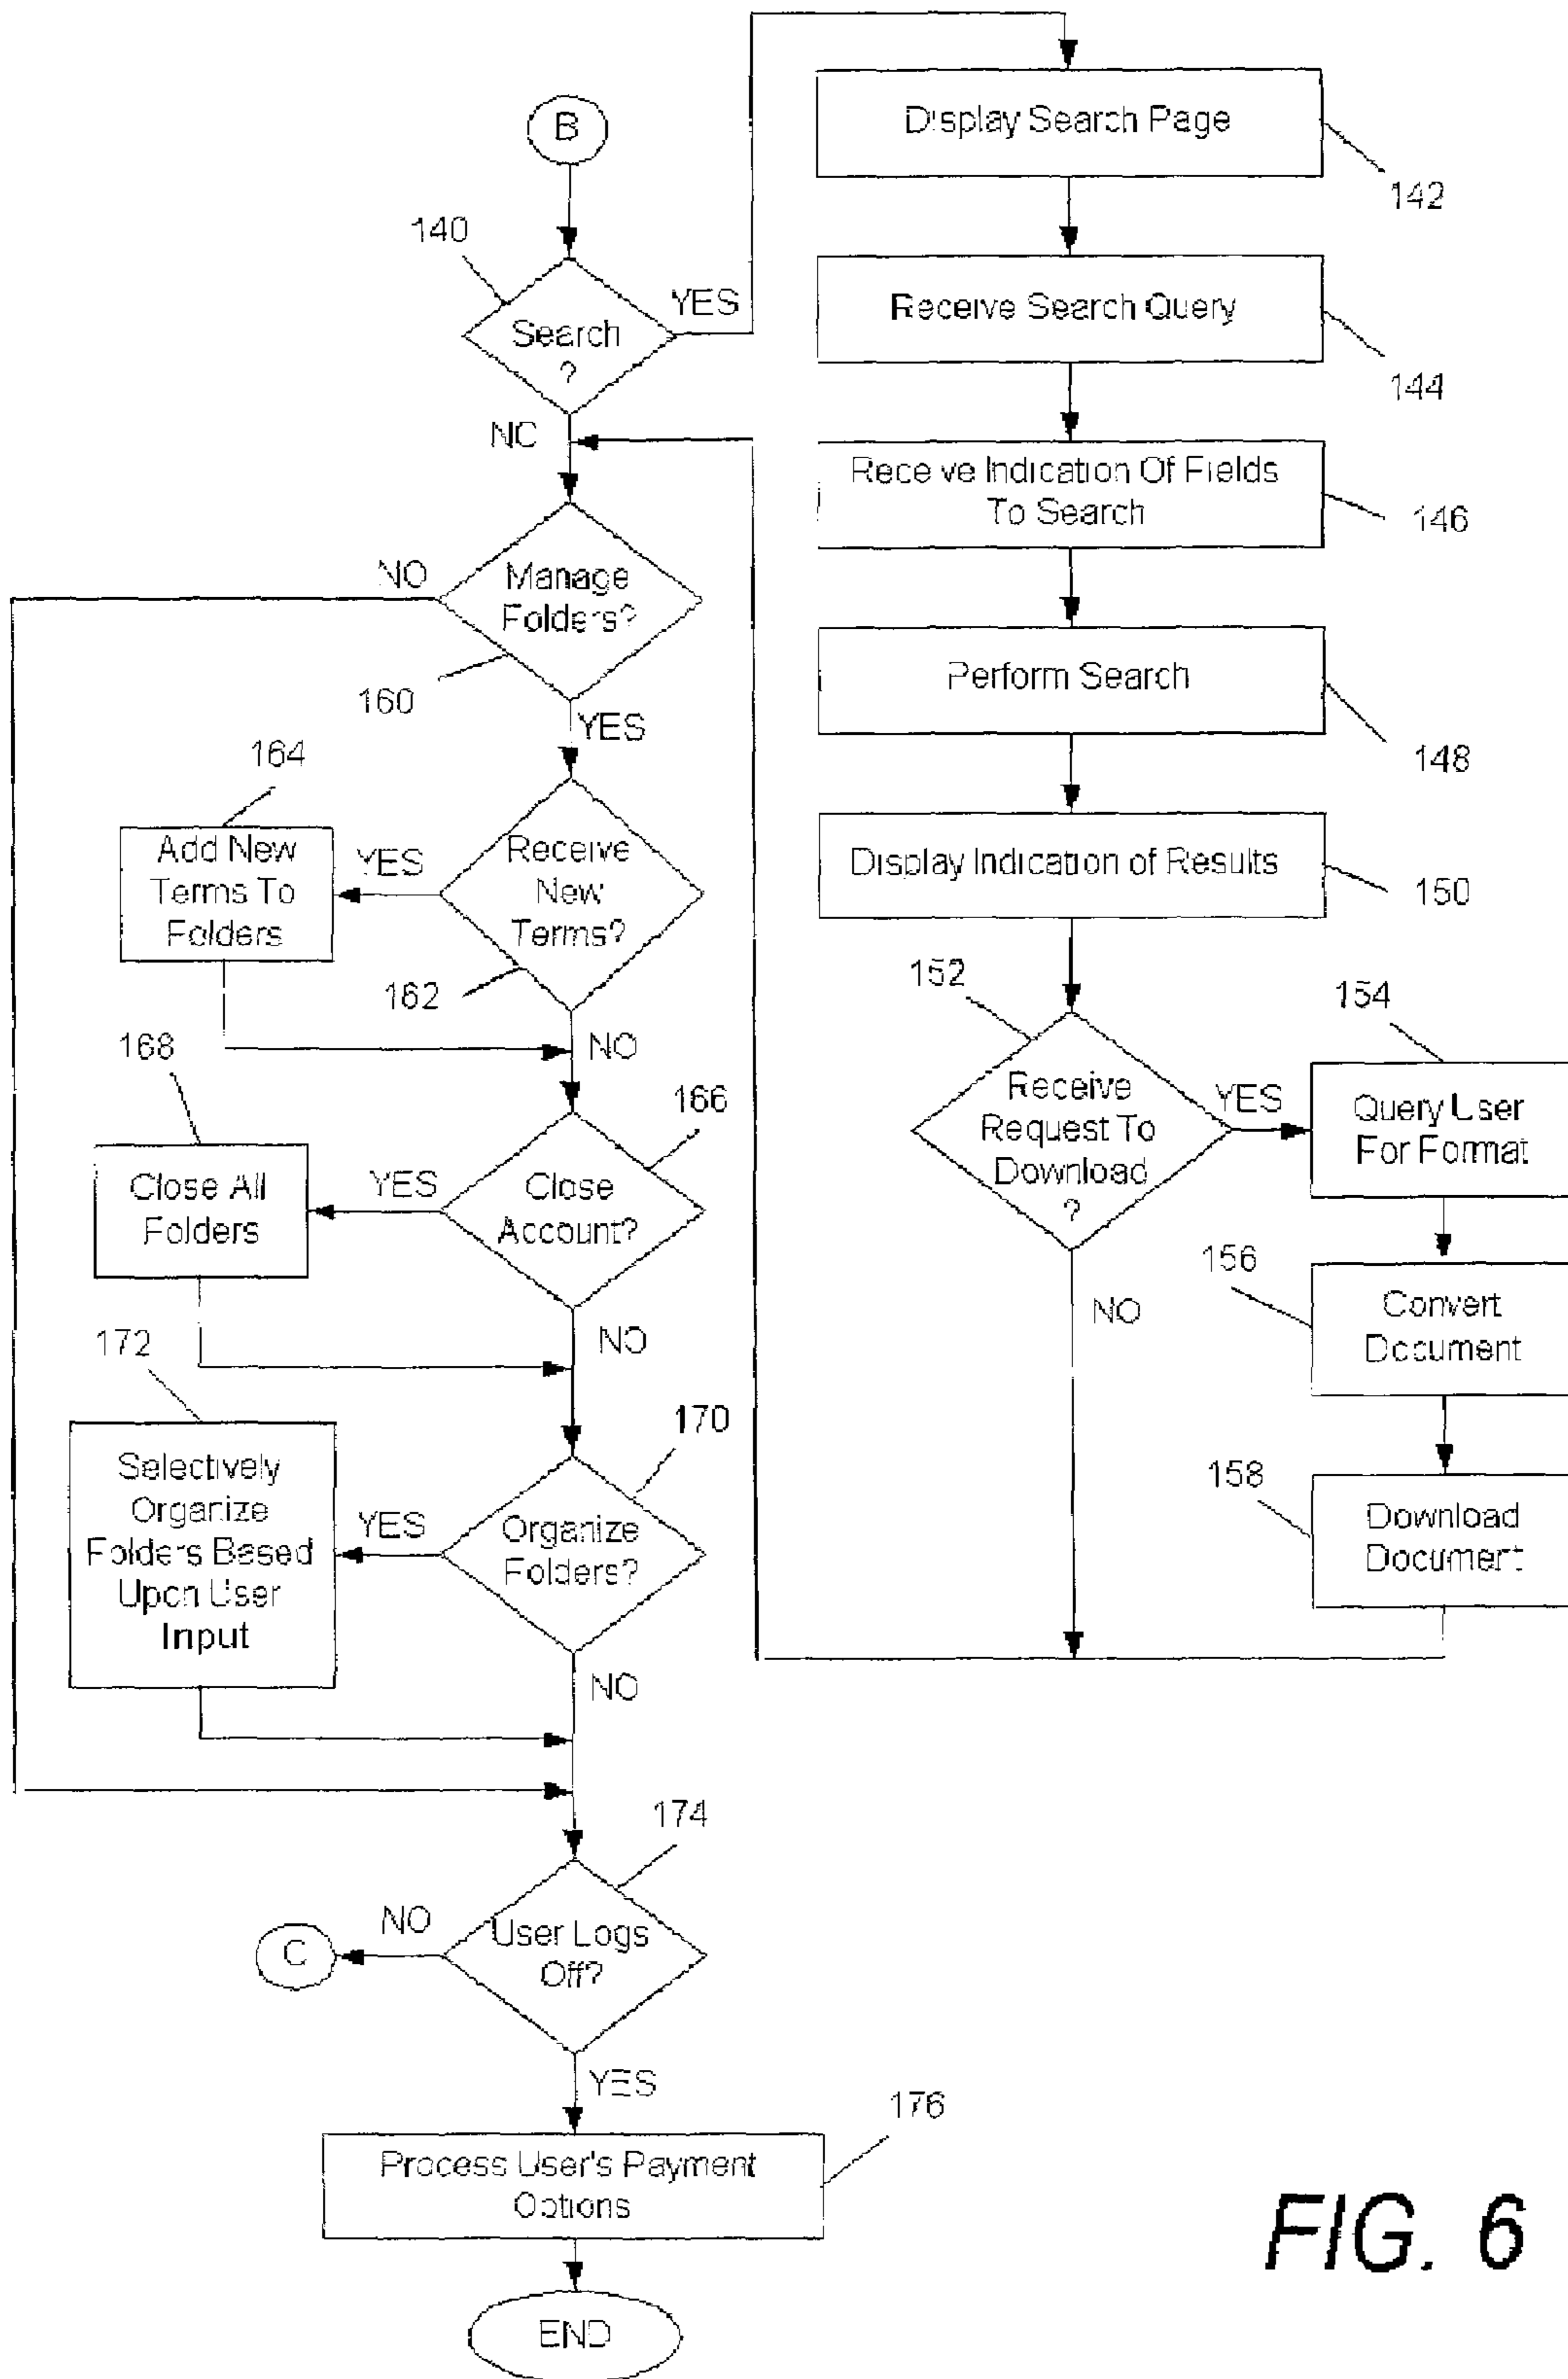 B
140
Search
?
YES
NO
Display Search Page
142
Receive Search Query
144
Receive Indication Of Fields
To Search
146
Perform Search
148
Display Indication of Results
150
152
Receive
Request To
Download
?
YES
NO
154
Query User
For Format
156
Convert
Document
158
Download
Document
NO
Manage
Folders?
160
YES
164
Add New
Terms To
Folders
YES
Receive
New
Terms?
162
NO
168
Close All
Folders
YES
166
Close
Account?
NO
172
Selectively
Organize
Folders Based
Upon User
Input
YES
170
Organize
Folders?
NO
174
C
NO
User Logs
Off?
YES
176
Process User's Payment
Options
END
FIG. 6